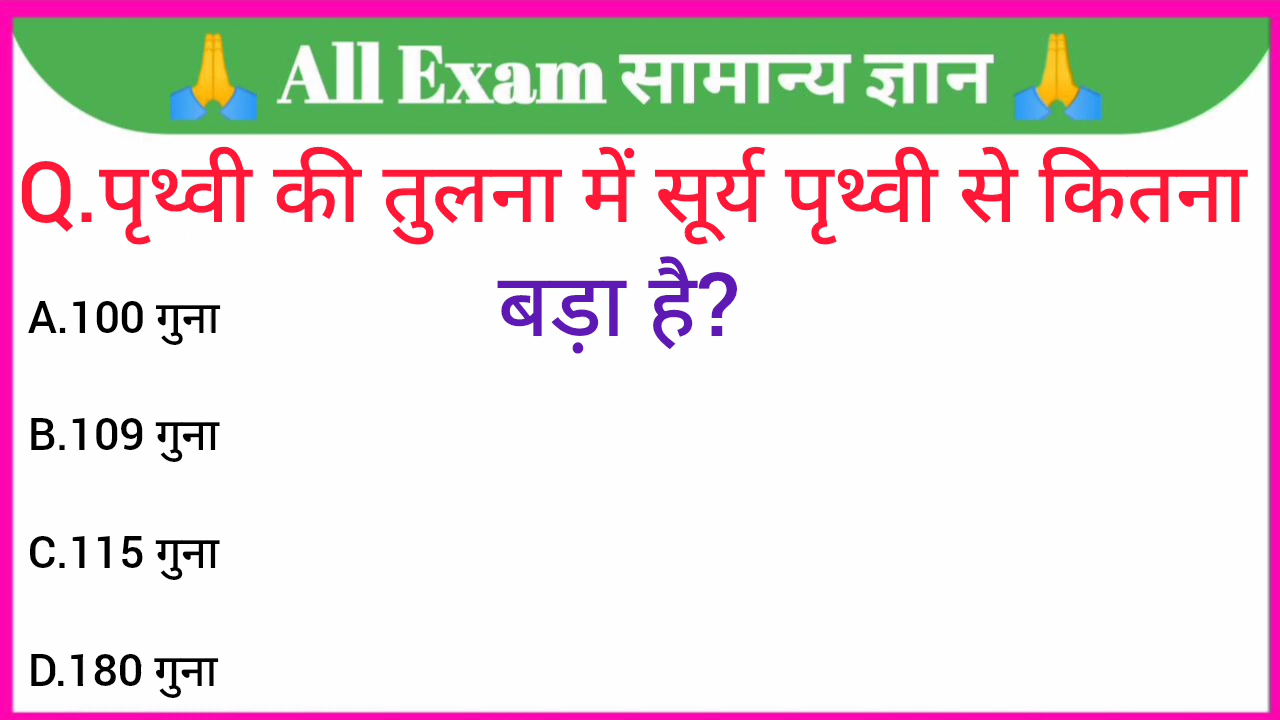 🙏 All Exam सामान्य ज्ञान 🙏
Q.पृथ्वी की तुलना में सूर्य पृथ्वी से कितना
बड़ा है?
A.100 गुना
B.109 गुना
C.115 गुना
D.180 गुना